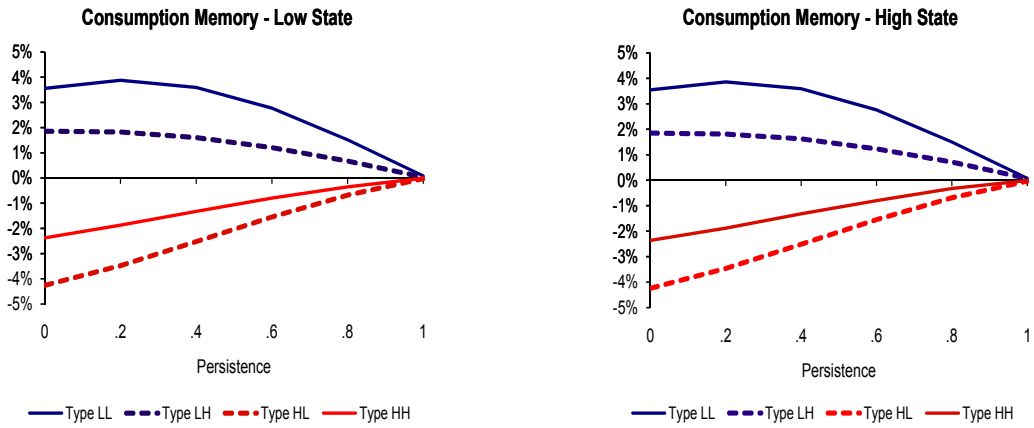 Consumption Memory - Low State
5%
4%
3%
2%
1%
0%
-1%
-2%
-3%
-4%
-5%
0 .2 .4 .6 .8 1
Persistence
Type LL Type LH Type HL Type HH
Consumption Memory - High State
5%
4%
3%
2%
1%
0%
-1%
-2%
-3%
-4%
-5%
0 .2 .4 .6 .8 1
Persistence
Type LL Type LH Type HL Type HH